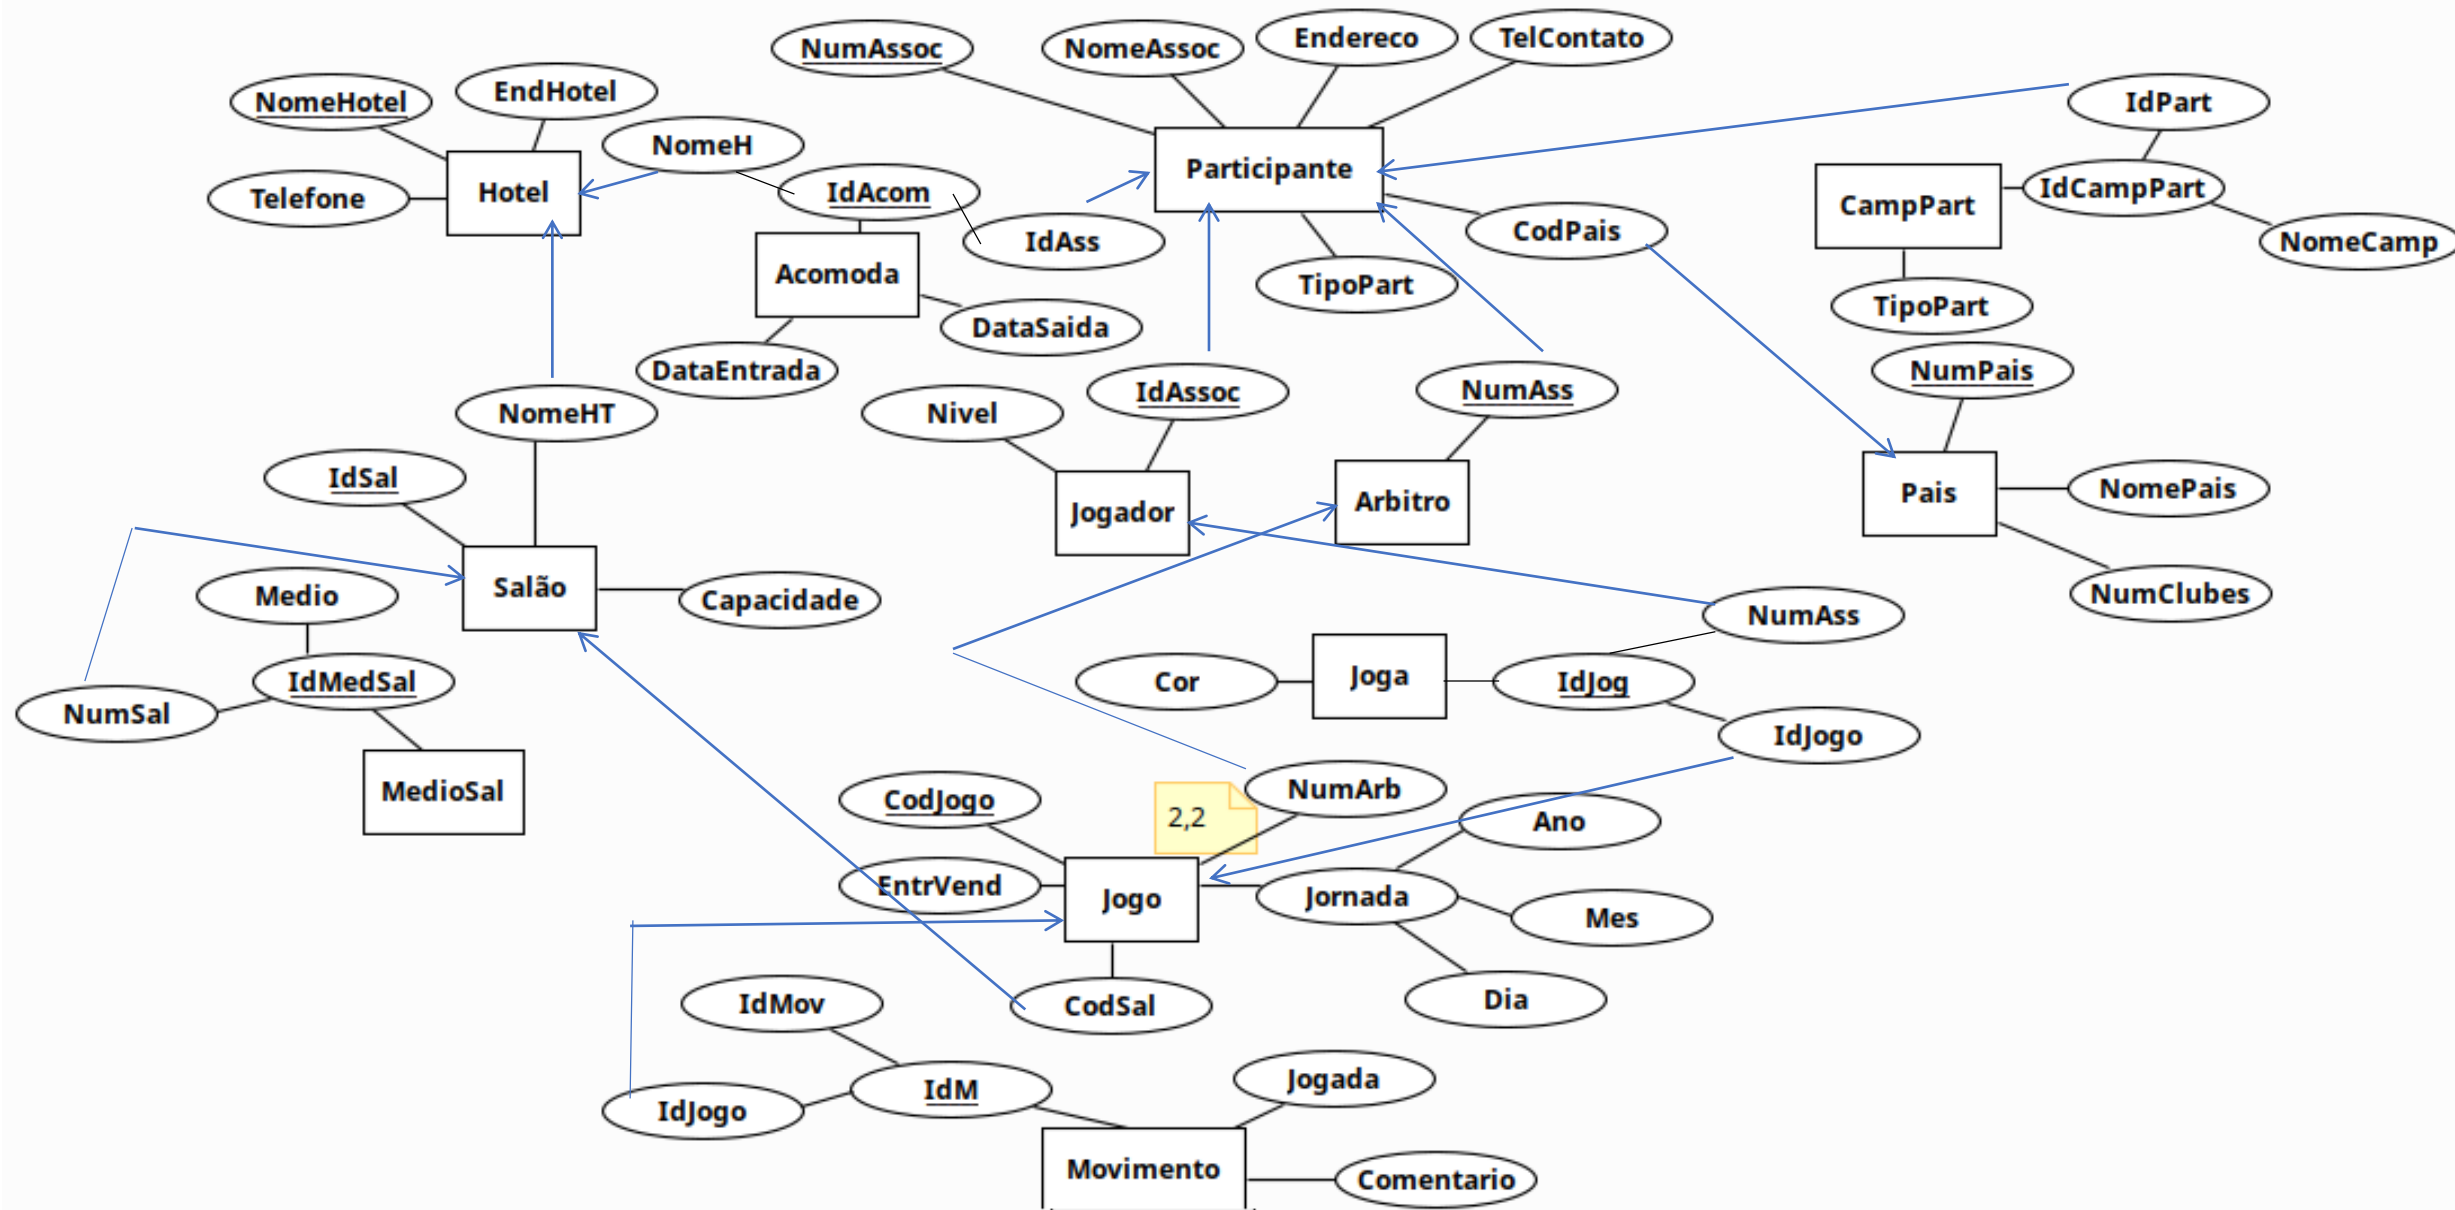 NumAssoc
NomeAssoc
Endereco
TelContato
NomeHotel
EndHotel
NomeH
IdPart
Hotel
Telefone
IdAcom
Participante
CampPart
IdCampPart
IdAss
CodPais
NomeCamp
Acomoda
TipoPart
TipoPart
DataSaida
DataEntrada
NumPais
NomeHT
Nivel
IdAssoc
NumAss
IdSal
Jogador
Arbitro
Pais
NomePais
Medio
Salão
Capacidade
NumClubes
NumAss
IdMedSal
NumSal
Cor
Joga
IdJog
IdJogo
MedioSal
CodJogo
2,2
NumArb
Ano
EntrVend
Jogo
Jornada
Mes
IdMov
CodSal
Dia
IdJogo
IdM
Jogada
Movimento
Comentario